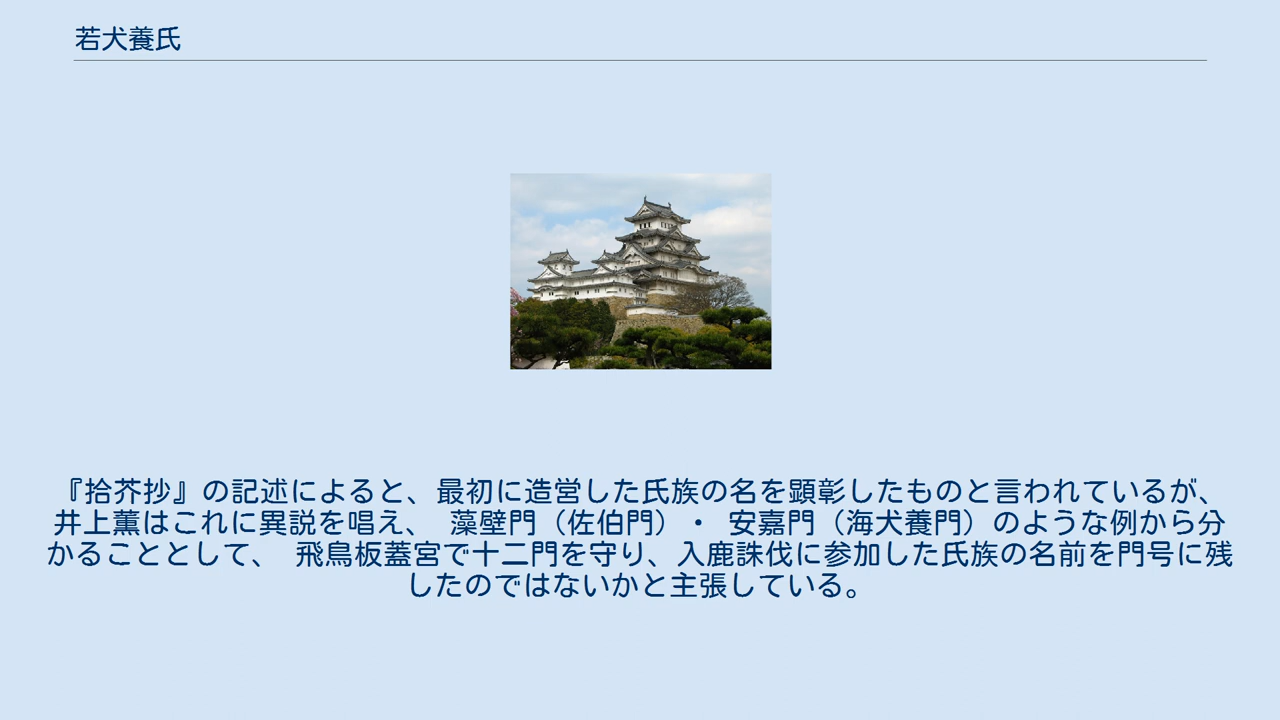 若犬養氏
『拾芥抄』の記述によると、最初に造営した氏族の名を顕彰したものと言われているが、
井上薫はこれに異説を唱え、 藻壁門（佐伯門）・ 安嘉門（海犬養門）のような例から分
かることとして、 飛鳥板蓋宮で十二門を守り、入鹿誅伐に参加した氏族の名前を門号に残
したのではないかと主張している。